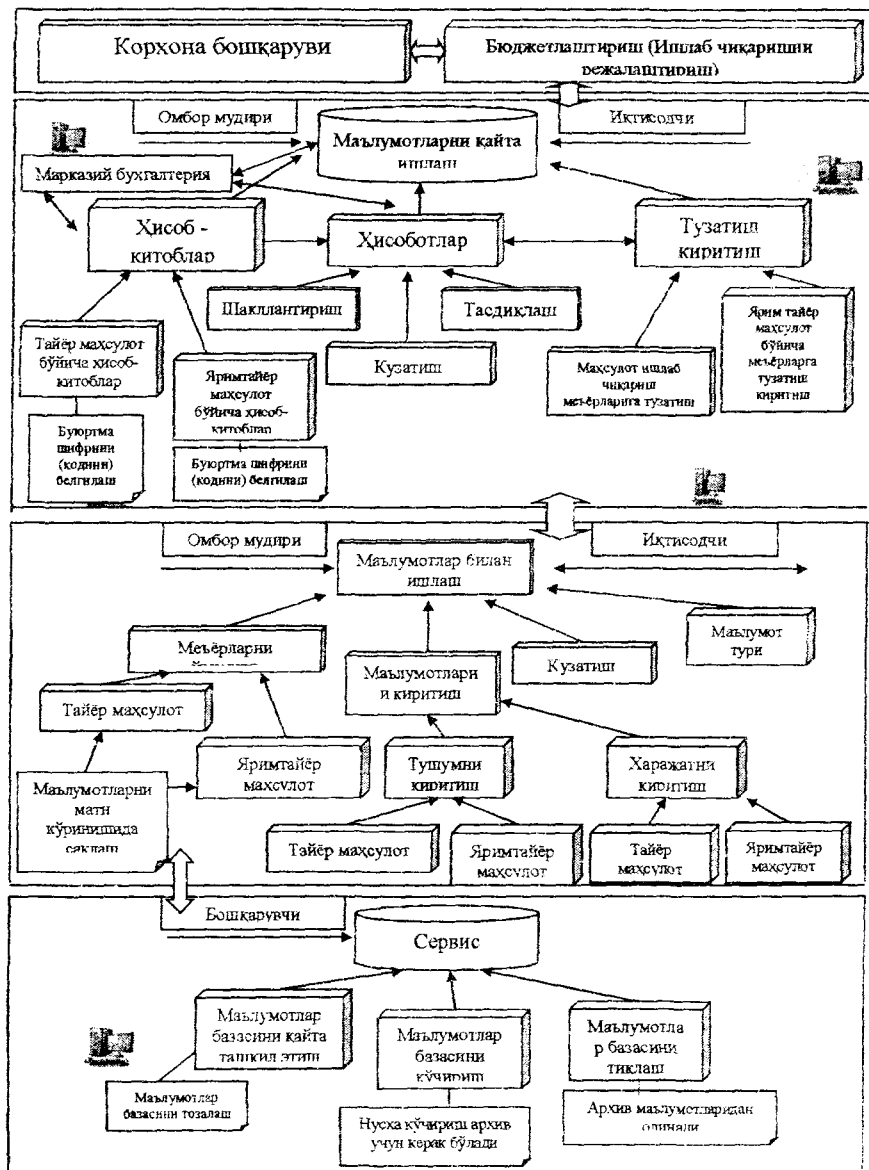 Корхона бошқаруви
Бюджетлаштириш (Ишлаб чиқаришни
режалаштириш)
Омбор мудири
Иқтисодчи
Маълумотларни қайта
ишлаш
Марказий бухгалтерия
Ҳисоб -
китоблар
Ҳисоботлар
Тузатиш
киритиш
Шакллантириш
Тасдиқлаш
Кузатиш
Тайёр маҳсулот
бўйича ҳисоб-
китоблар
Яримтайёр
маҳсулот
бўйича ҳисоб-
китоблар
Маҳсулот ишлаб
чиқариш
меъёрларига тузатиш
Ярим тайёр
маҳсулот
бўйича
меъёрларга
тузатиш
киритиш
Буюртма
шифрини
(кодини)
белгилаш
Буюртма шифрини
(кодини) белгилаш
Омбор мудири
Иқтисодчи
Маълумотлар билан
ишлаш
Меъёрларни
Маълумотларн
и киритиш
Кузатиш
Маълумот
тури
Тайёр маҳсулот
Яримтайёр
маҳсулот
Тушумни
киритиш
Харажатни
киритиш
Маълумотларни
матн
кўринишида
сақлаш
Тайёр маҳсулот
Яримтайёр
маҳсулот
Тайёр
маҳсулот
Яримтайёр
маҳсулот
Бошқарувчи
Сервис
Маълумотлар
базасини қайта
ташкил этиш
Маълумотлар
базасини
кўчириш
Маълумотла
р базасини
тиклаш
Маълумотлар
базасини тозалаш
Нусха кўчириш архив
учун керак бўлади
Архив маълумотларидан
олинади